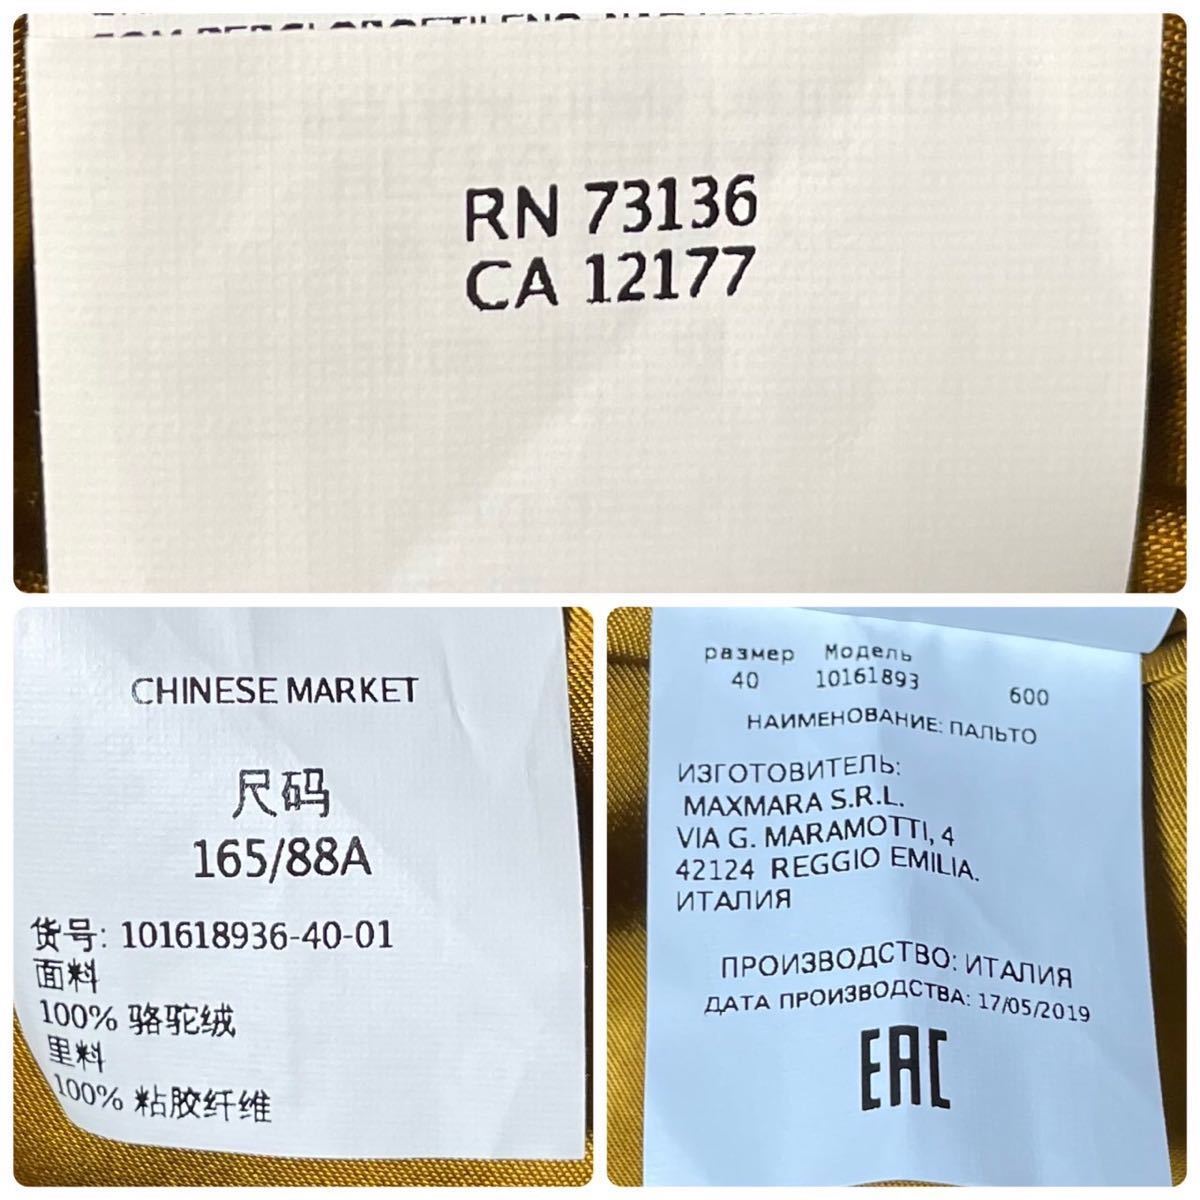 RN 73136
CA 12177
CHINESE MARKET
尺码
165/88A
货号: 101618936-40-01
面料
100% 骆驼绒
里料
100% 粘胶纤维
размер Модель
40 10161893 600
НАИМЕНОВАНИЕ: ПАЛЬТО
ИЗГОТОВИТЕЛЬ:
MAXMARA S.R.L.
VIA G. MARAMOTTI, 4
42124 REGGIO EMILIA.
ИТАЛИЯ
ПРОИЗВОДСТВО: ИТАЛИЯ
ДАТА ПРОИЗВОДСТВА: 17/05/2019
EAC